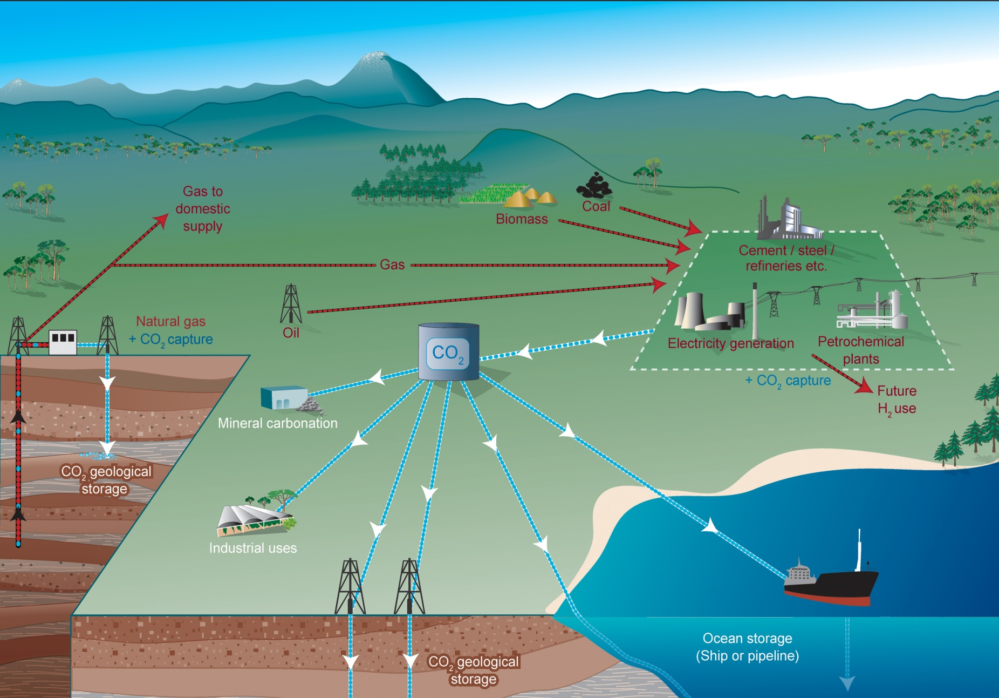 Gas to
domestic
supply
Coal
Biomass
Cement / steel /
refineries etc.
Gas
Natural gas
+ CO₂ capture
Oil
CO₂
Electricity generation
Petrochemical
plants
+ CO₂ capture
Future
H₂ use
Mineral carbonation
CO₂ geological
storage
Industrial uses
Ocean storage
(Ship or pipeline)
CO₂ geological
storage